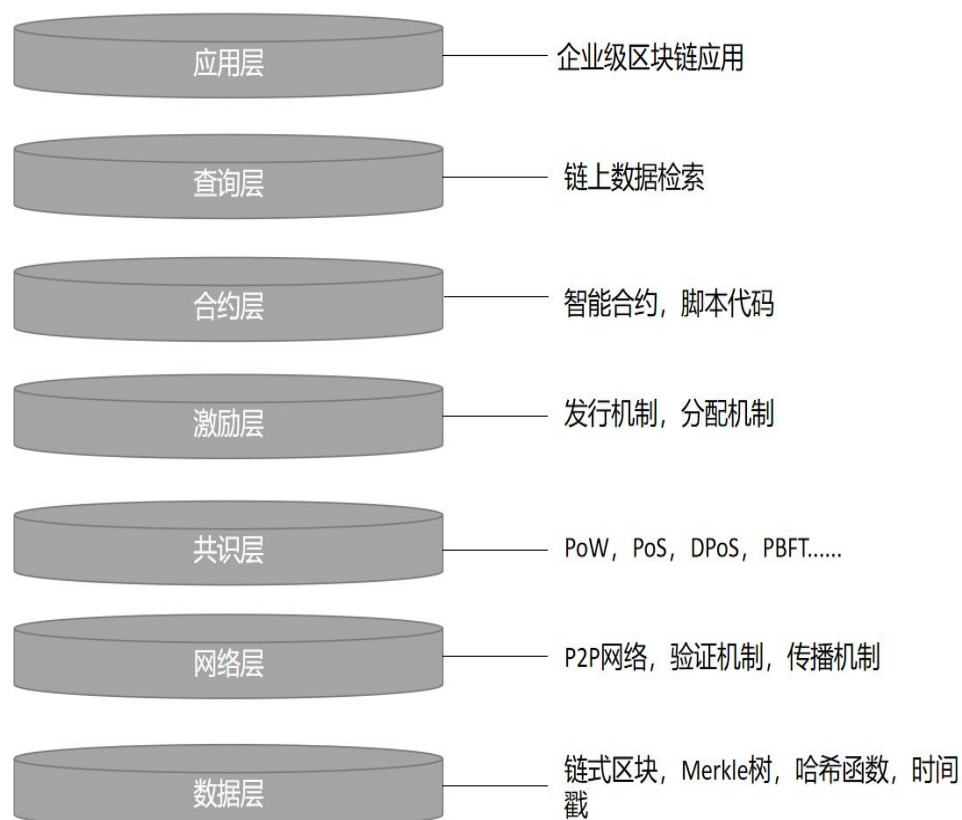 应用层
企业级区块链应用
查询层
链上数据检索
合约层
智能合约，脚本代码
激励层
发行机制，分配机制
共识层
PoW，PoS，DPoS，PBFT......
网络层
P2P网络，验证机制，传播机制
数据层
链式区块，Merkle树，哈希函数，时间
戳